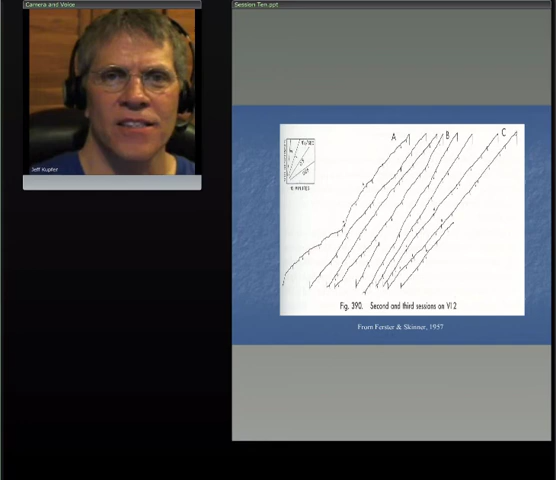 Camera and Voice
Session Ten.ppt
Jeff Kupfer
A
B
C
Fig. 390. Second and third sessions on VI 2
From Ferster & Skinner, 1957